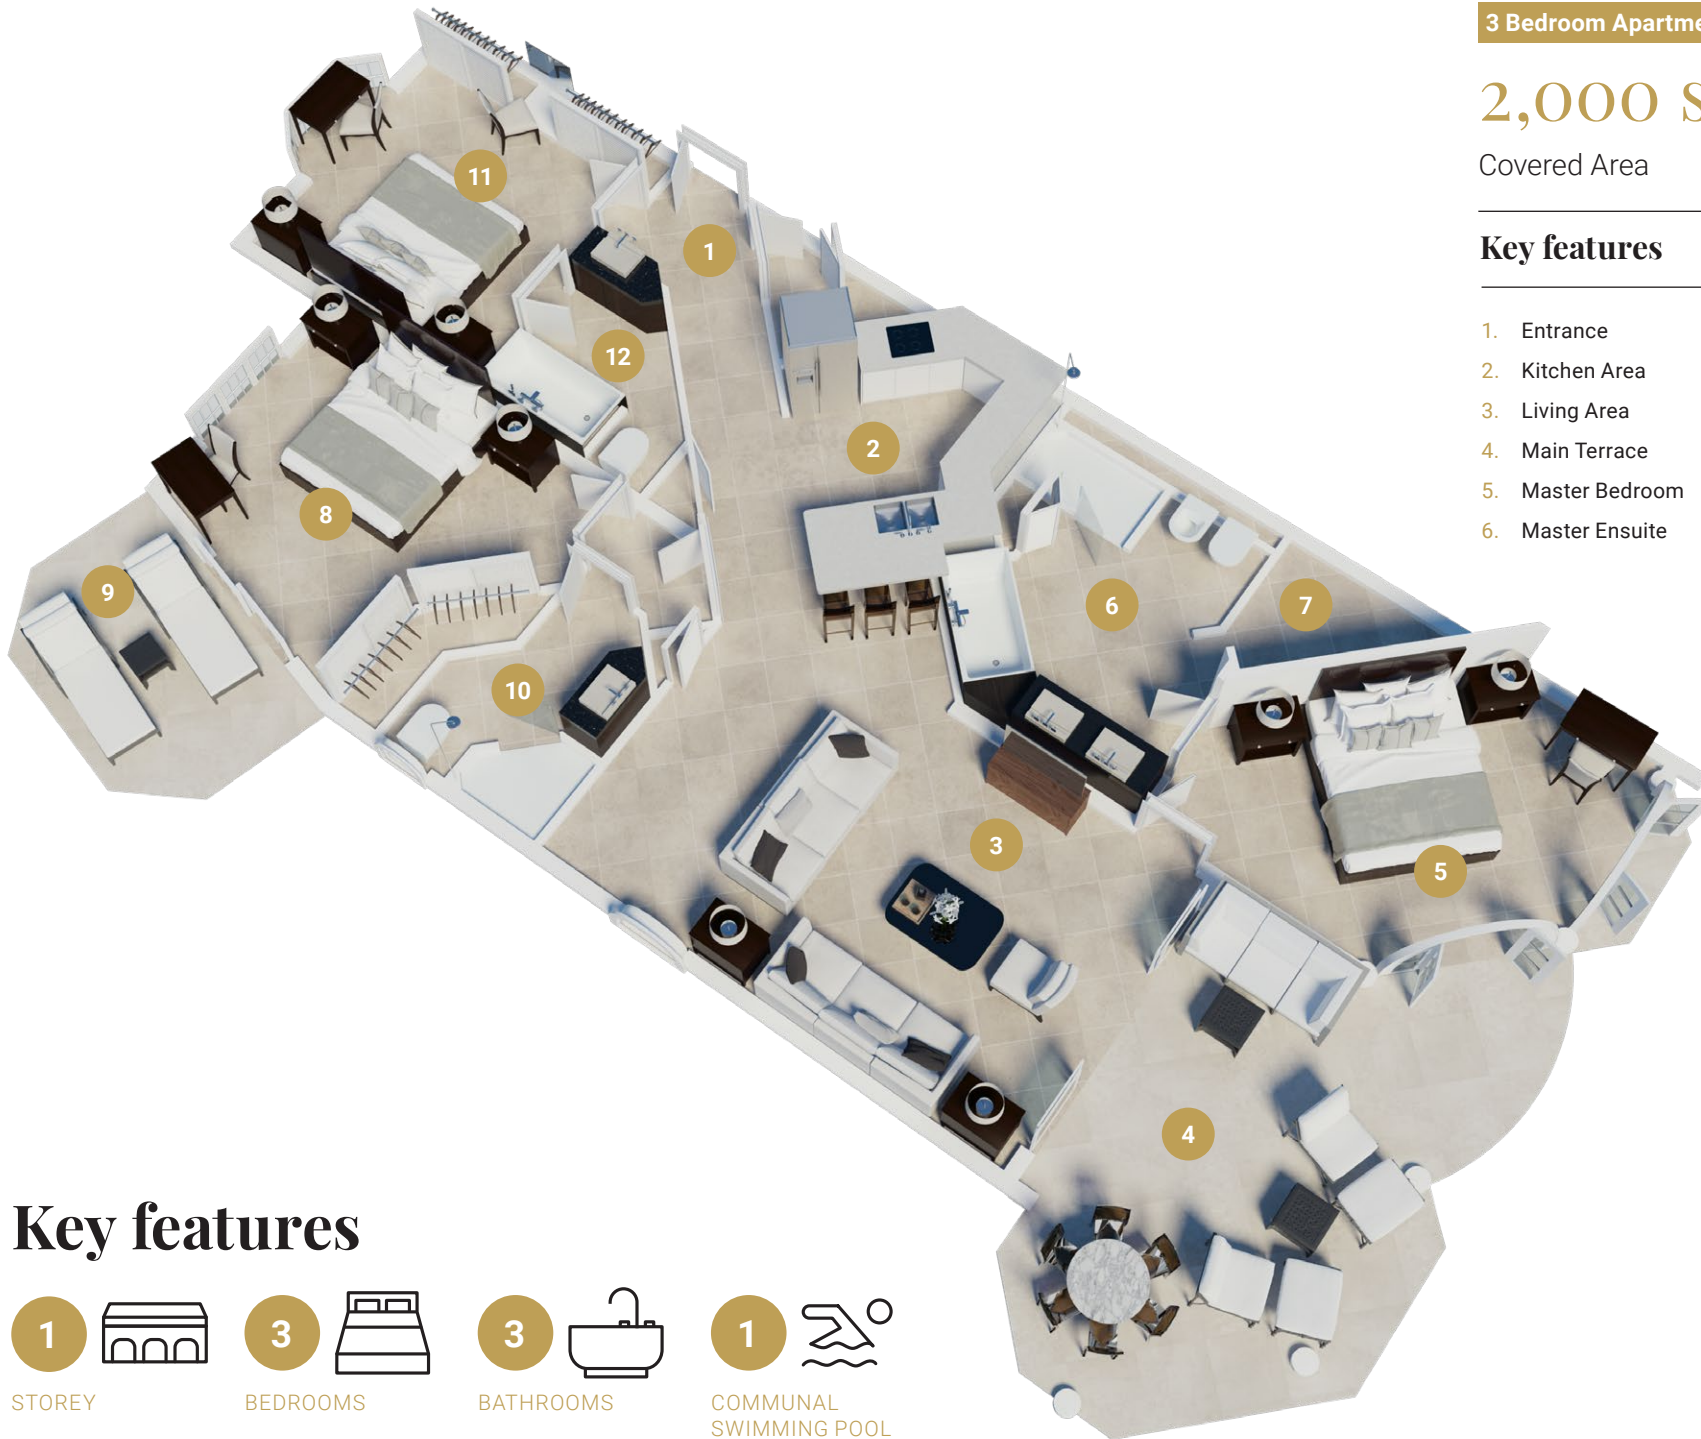 3 Bedroom
2,000
Covered Area
Key features
1. Entrance
2. Kitchen Area
3. Living Area
4. Main Terrace
5. Master Bedroom
6. Master Ensuite
11
1
12
2
8
9
6
7
10
3
5
4
Key features
1 3 3 1
STOREY BEDROOMS BATHROOMS COMMUNAL
SWIMMING POOL